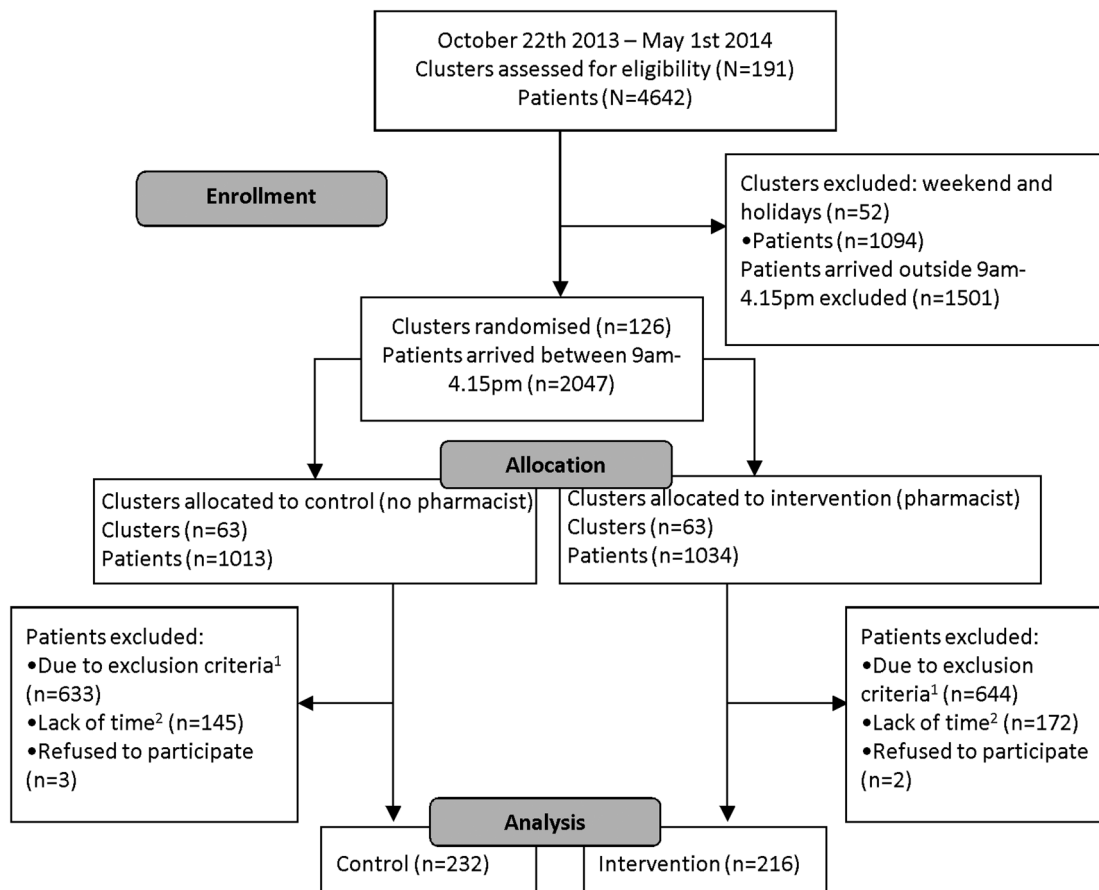 October 22th 2013 – May 1st 2014
Clusters assessed for eligibility (N=191)
Patients (N=4642)
Enrollment
Clusters excluded: weekend and
holidays (n=52)
•Patients (n=1094)
Patients arrived outside 9am-
4.15pm excluded (n=1501)
Clusters randomised (n=126)
Patients arrived between 9am-
4.15pm (n=2047)
Allocation
Clusters allocated to control (no pharmacist)
Clusters (n=63)
Patients (n=1013)
Clusters allocated to intervention (pharmacist)
Clusters (n=63)
Patients (n=1034)
Patients excluded:
•Due to exclusion criteria¹
(n=633)
•Lack of time² (n=145)
•Refused to participate
(n=3)
Patients excluded:
•Due to exclusion
criteria¹ (n=644)
•Lack of time² (n=172)
•Refused to participate
(n=2)
Analysis
Control (n=232)
Intervention (n=216)